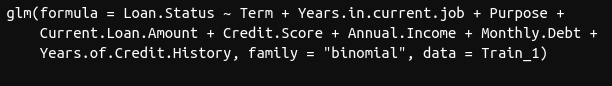 glm(formula = Loan.Status ~ Term + Years.in.current.job + Purpose +
Current.Loan.Amount + Credit.Score + Annual.Income + Monthly.Debt +
Years.of.Credit.History, family = "binomial", data = Train_1)